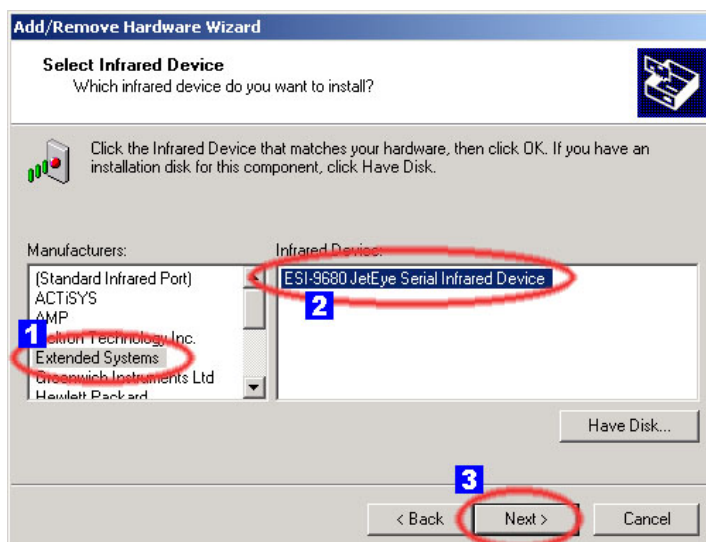 Add/Remove Hardware Wizard
Select Infrared Device
Which infrared device do you want to install?
Click the Infrared Device that matches your hardware, then click OK. If you have an
installation disk for this component, click Have Disk.
Manufacturers:
Infrared Device:
(Standard Infrared Port)
ACTiSYS
AMP
1
Technology Inc.
Extended Systems
Greenwich Instruments Ltd
Hewlett Packard
ESI-9680 JetEye Serial Infrared Device
2
Have Disk...
3
< Back
Next >
Cancel